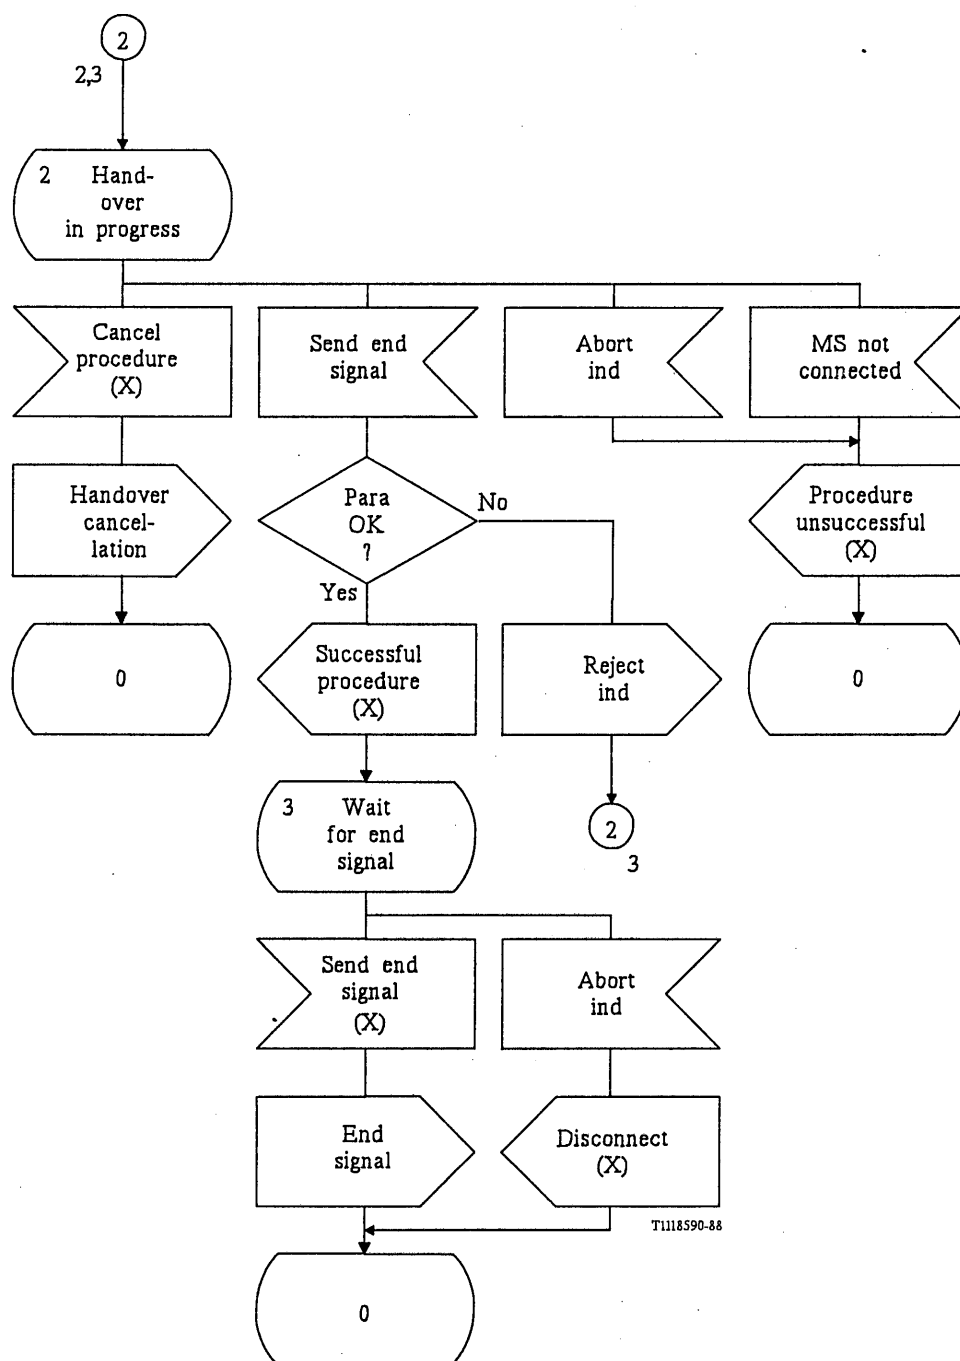 2
2,3
2 Hand-
over
in progress
Cancel
procedure
(X)
Send end
signal
Abort
ind
MS not
connected
Handover
cancel-
lation
Para
OK
?
No
Yes
Procedure
unsuccessful
(X)
0
Successful
procedure
(X)
Reject
ind
0
3 Wait
for end
signal
2
3
Send end
signal
(X)
Abort
ind
End
signal
Disconnect
(X)
T1118590-88
0